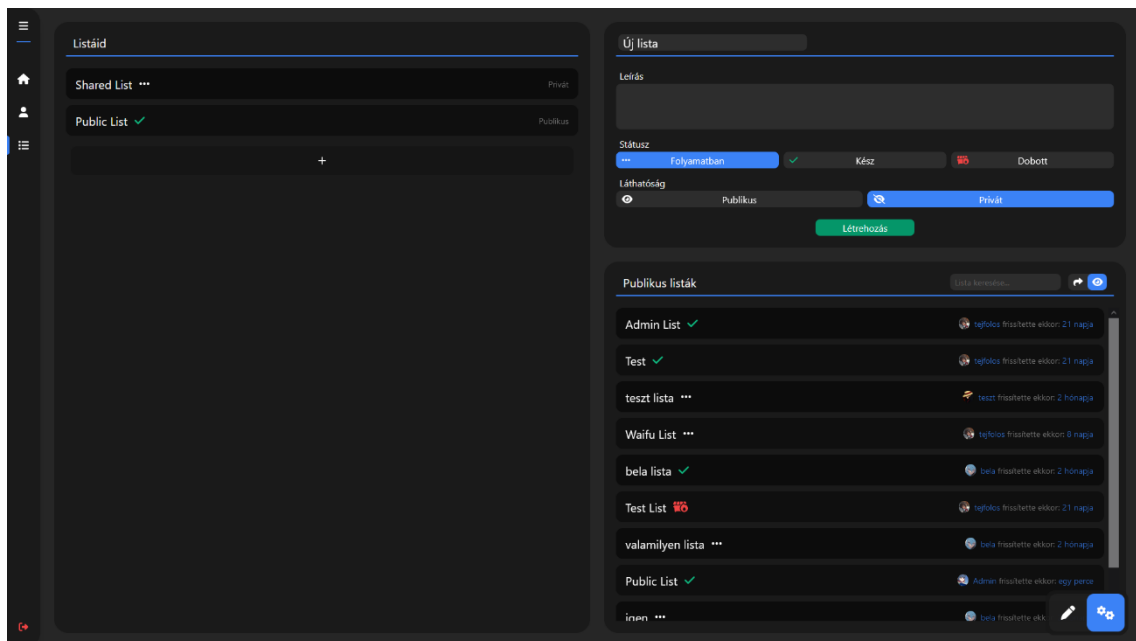 Listáid
Shared List
Privát
Public List
Publikus
+
Új lista
Leírás
Státusz
Folyamatban
Kész
Dobott
Láthatóság
Publikus
Privát
Létrehozás
Publikus listák
Lista keresése...
Admin List
tejfolos frissítette ekkor: 21 napja
Test
tejfolos frissítette ekkor: 21 napja
teszt lista
teszt frissítette ekkor: 2 hónapja
Waifu List
tejfolos frissítette ekkor: 8 napja
bela lista
bela frissítette ekkor: 2 hónapja
Test List
tejfolos frissítette ekkor: 21 napja
valamilyen lista
bela frissítette ekkor: 2 hónapja
Public List
Admin frissítette ekkor: egy perce
igen
bela frissítette ekk